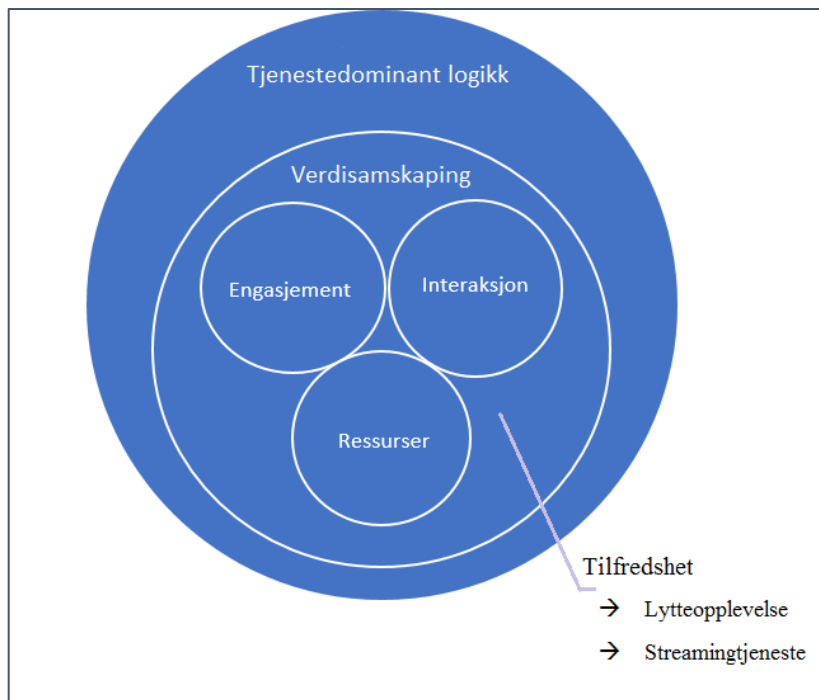 Tjenestedominant logikk
Verdisamskaping
Engasjement
Interaksjon
Ressurser
Tilfredshet
→ Lytteopplevelse
→ Streamingtjeneste